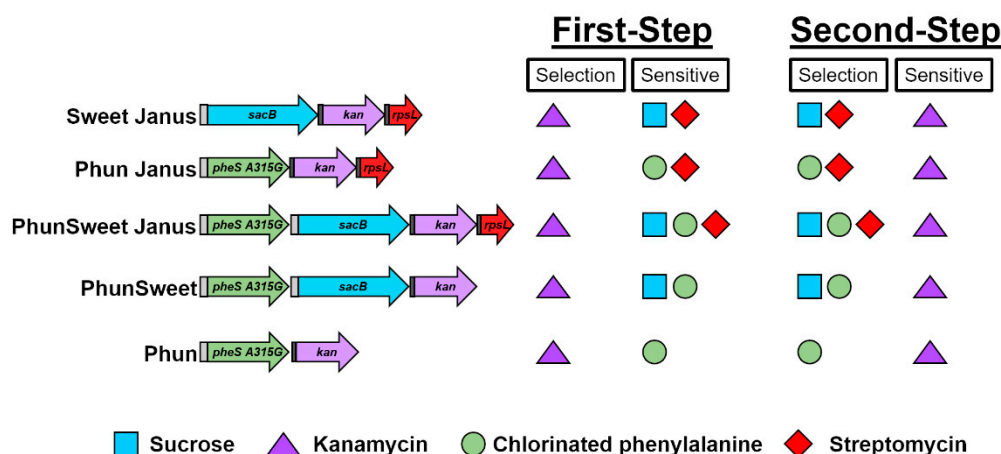 First-Step Second-Step
Selection Sensitive Selection Sensitive
Sweet Janus sacB kan rpsL
Phun Janus pheS A315G kan rpsL
PhunSweet Janus pheS A315G sacB kan rpsL
PhunSweet pheS A315G sacB kan
Phun pheS A315G kan
Sucrose Kanamycin Chlorinated phenylalanine Streptomycin